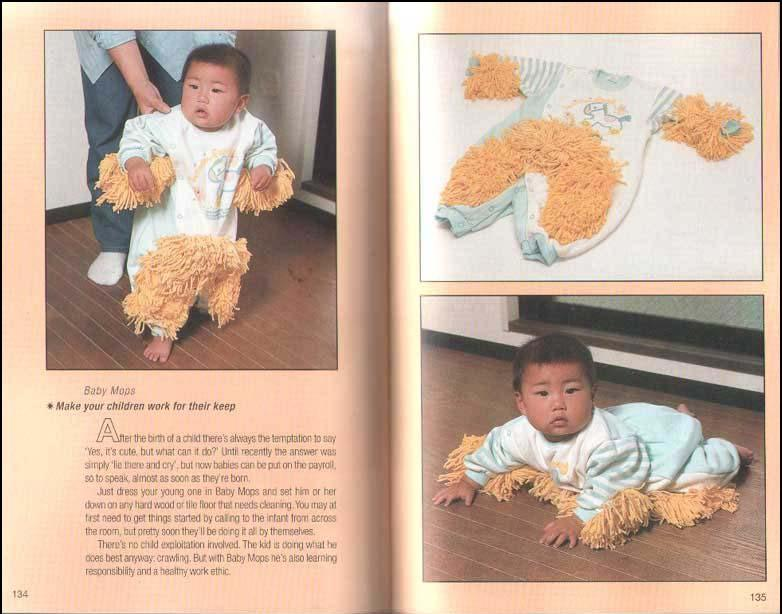 Baby Mops
✷ Make your children work for their keep
After the birth of a child there's always the temptation to say
'Yes, it's cute, but what can it do?' Until recently the answer was
simply 'lie there and cry', but now babies can be put on the payroll,
so to speak, almost as soon as they're born.
Just dress your young one in Baby Mops and set him or her
down on any hard wood or tile floor that needs cleaning. You may at
first need to get things started by calling to the infant from across
the room, but pretty soon they'll be doing it all by themselves.
There's no child exploitation involved. The kid is doing what he
does best anyway: crawling. But with Baby Mops he's also learning
responsibility and a healthy work ethic.
134
135